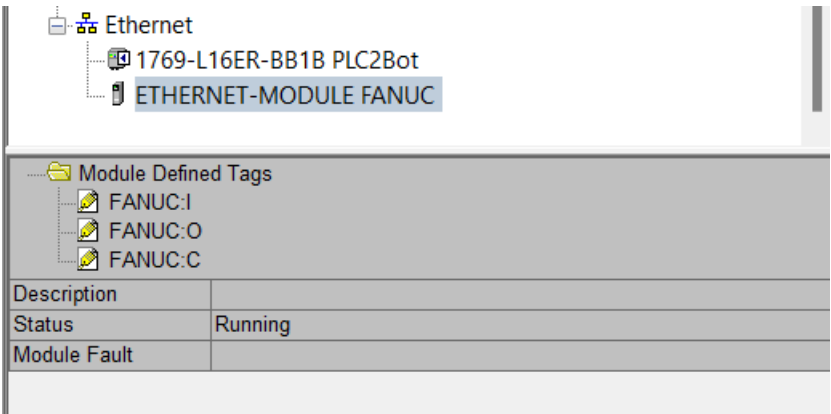 Ethernet
1769-L16ER-BB1B PLC2Bot
ETHERNET-MODULE FANUC
Module Defined Tags
FANUC:I
FANUC:O
FANUC:C
Description
Status Running
Module Fault